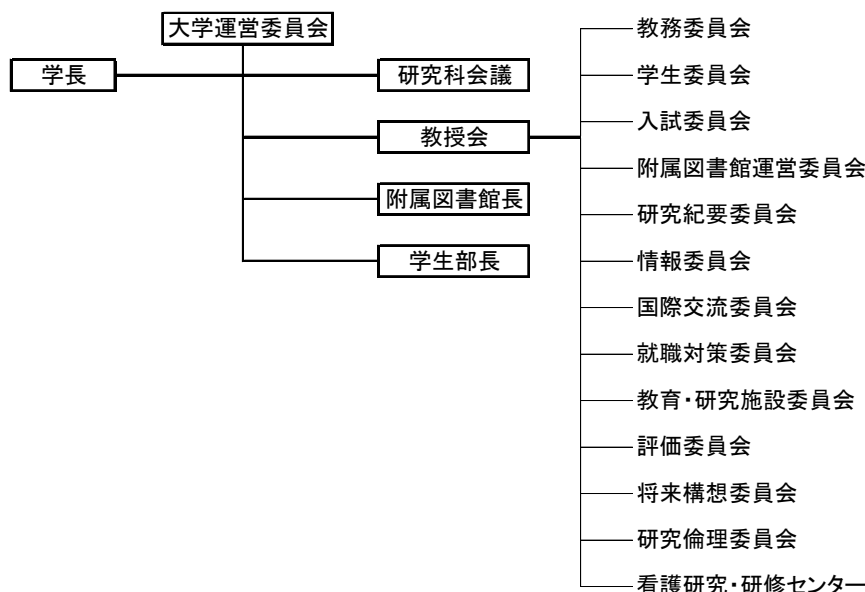 大学運営委員会
学長
研究科会議
教授会
附属図書館長
学生部長
教務委員会
学生委員会
入試委員会
附属図書館運営委員会
研究紀要委員会
情報委員会
国際交流委員会
就職対策委員会
教育・研究施設委員会
評価委員会
将来構想委員会
研究倫理委員会
看護研究・研修センター